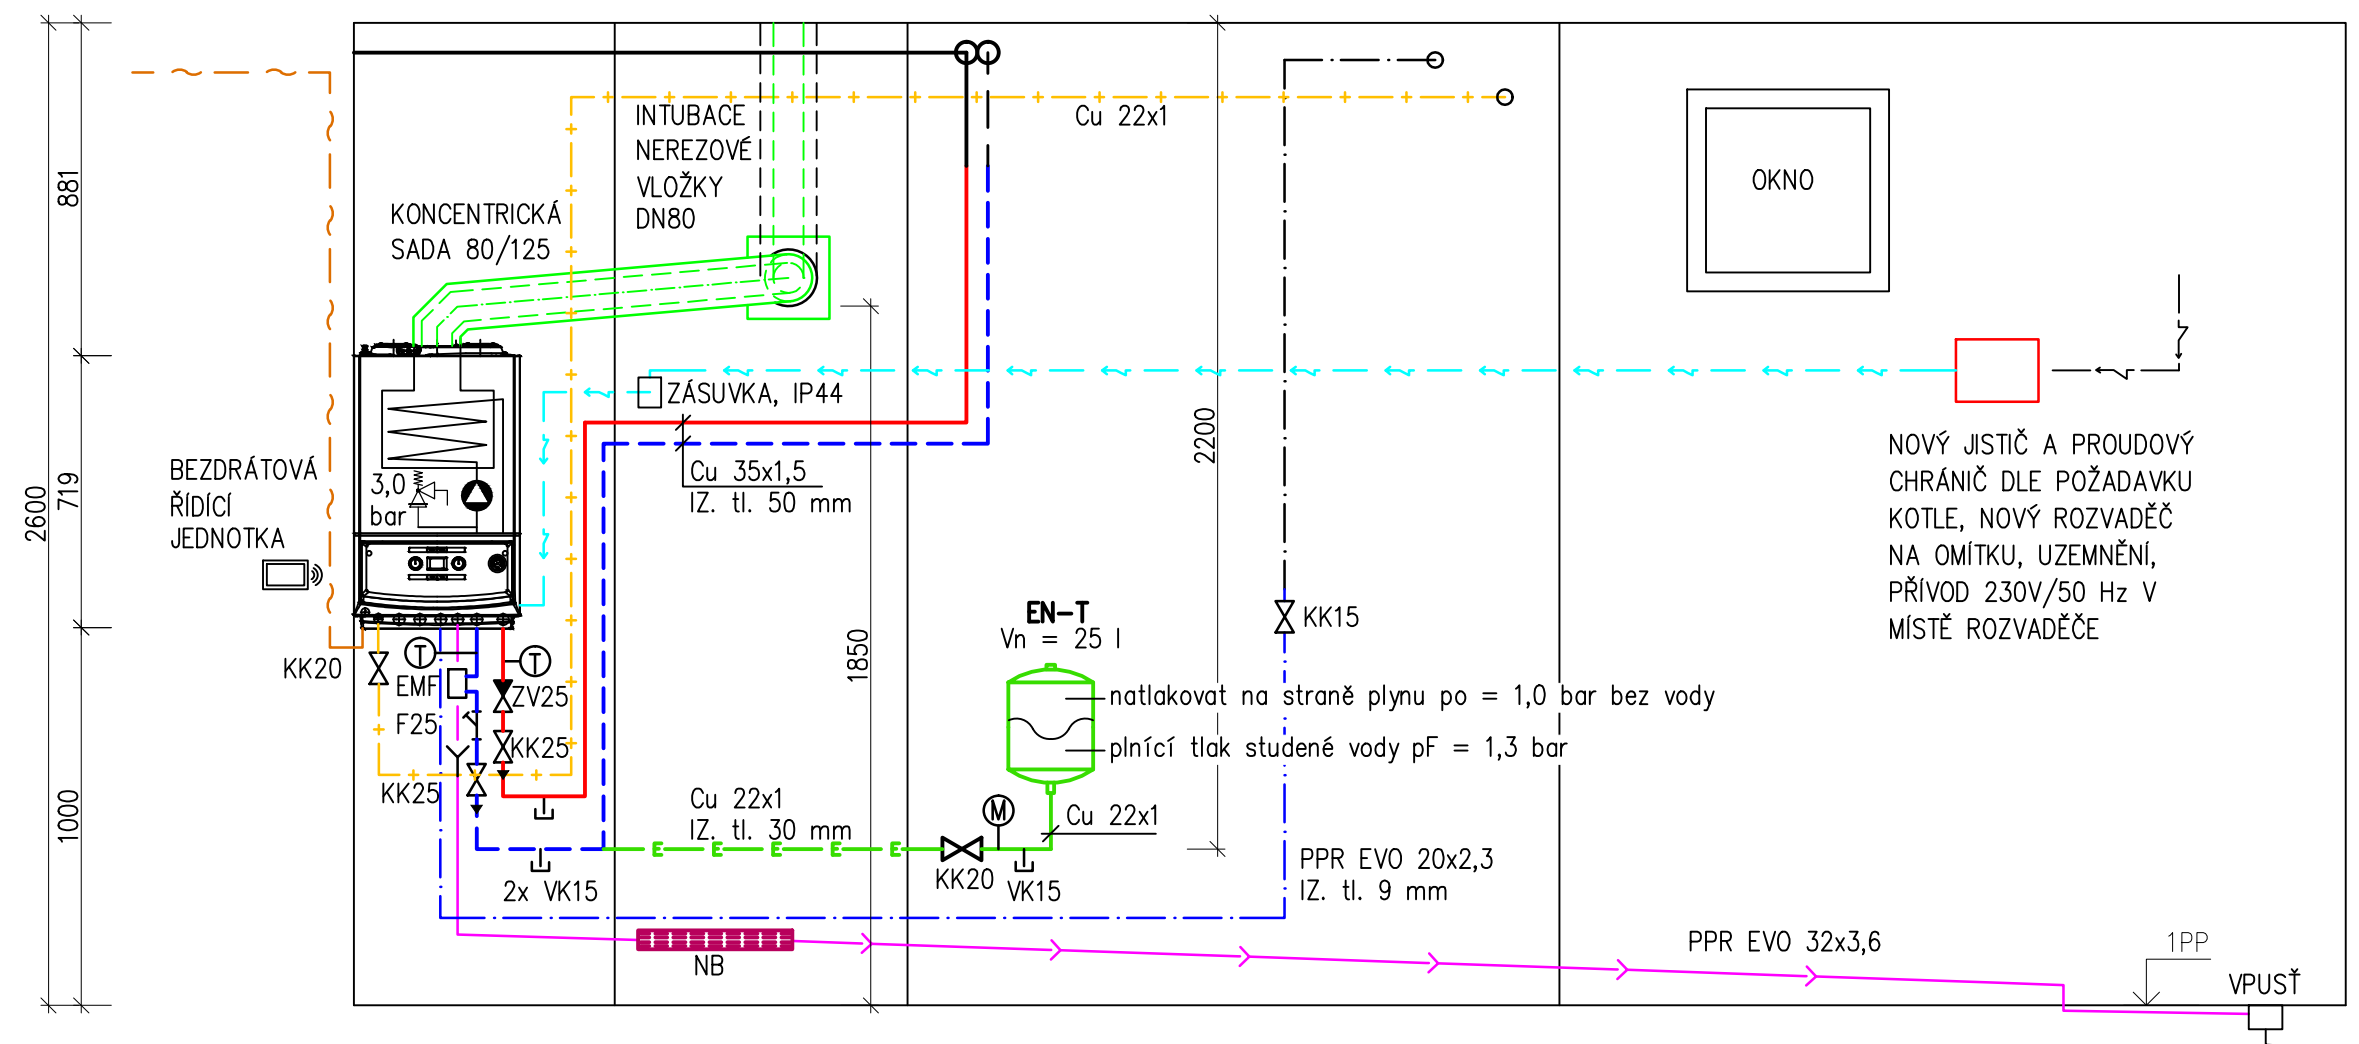 INTUBACE
NEREZOVÉ
VLOŽKY
DN80
Cu 22x1
KONCENTRICKÁ
SADA 80/125
OKNO
881
ZÁSUVKA, IP44
2200
NOVÝ JISTIČ A PROUDOVÝ
CHRÁNIČ DLE POŽADAVKU
KOTLE, NOVÝ ROZVADĚČ
NA OMÍTKU, UZEMNĚNÍ,
PŘÍVOD 230V/50 Hz V
MÍSTĚ ROZVADĚČE
BEZDRÁTOVÁ
ŘÍDÍCÍ
JEDNOTKA
3,0
bar
Cu 35x1,5
IZ. tl. 50 mm
2600
719
EN-T
Vn = 25 l
KK15
1850
KK20
T
T
EMF
ZV25
F25
KK25
KK25
natlakovat na straně plynu po = 1,0 bar bez vody
plnící tlak studené vody pF = 1,3 bar
1000
Cu 22x1
IZ. tl. 30 mm
M
Cu 22x1
E E E E E
2x VK15
KK20
VK15
PPR EVO 20x2,3
IZ. tl. 9 mm
NB
PPR EVO 32x3,6
1PP
VPUSŤ